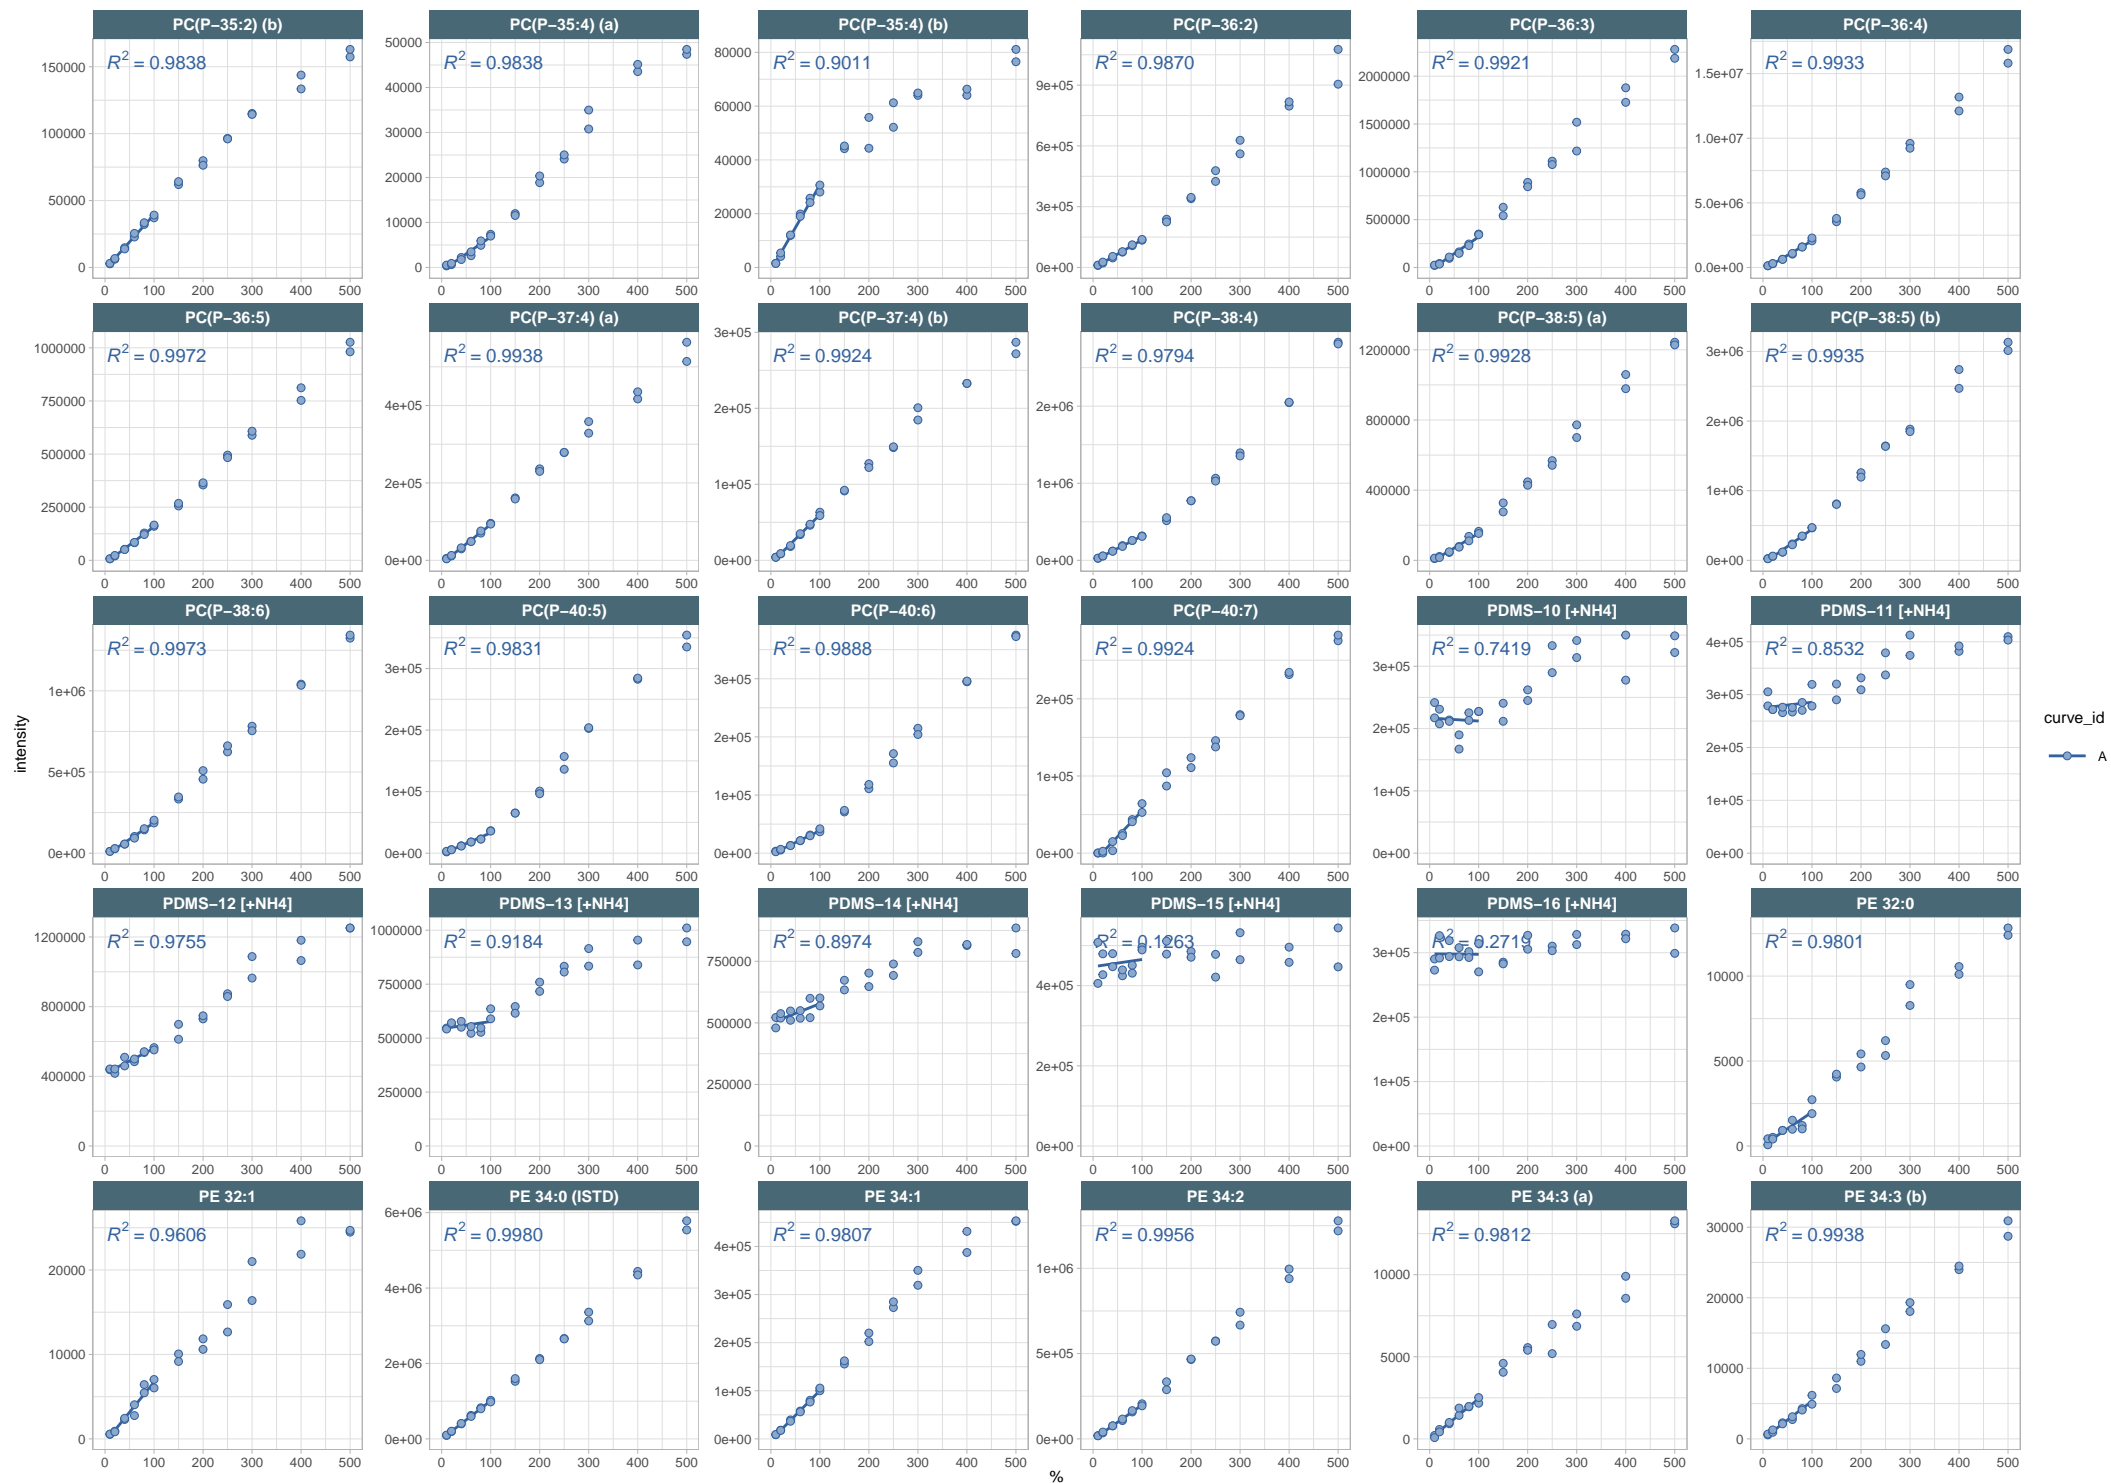 PC(P−35:2) (b) PC(P−35:4) (a) PC(P−35:4) (b) PC(P−36:2) PC(P−36:3) PC(P−36:4)
R2 = 0.9838 R2 = 0.9838 R2 = 0.9011 R2 = 0.9870 R2 = 0.9921 R2 = 0.9933
150000
100000
50000
0
50000
40000
30000
20000
10000
0
80000
60000
40000
20000
0
9e+05
6e+05
3e+05
0e+00
2000000
1500000
1000000
500000
0
1.5e+07
1.0e+07
5.0e+06
0.0e+00
0 100 200 300 400 500 0 100 200 300 400 500 0 100 200 300 400 500 0 100 200 300 400 500 0 100 200 300 400 500 0 100 200 300 400 500
PC(P−36:5) PC(P−37:4) (a) PC(P−37:4) (b) PC(P−38:4) PC(P−38:5) (a) PC(P−38:5) (b)
R2 = 0.9972 R2 = 0.9938 R2 = 0.9924 R2 = 0.9794 R2 = 0.9928 R2 = 0.9935
1000000
750000
500000
250000
0
4e+05
2e+05
0e+00
3e+05
2e+05
1e+05
0e+00
2e+06
1e+06
0e+00
1200000
800000
400000
0
3e+06
2e+06
1e+06
0e+00
0 100 200 300 400 500 0 100 200 300 400 500 0 100 200 300 400 500 0 100 200 300 400 500 0 100 200 300 400 500 0 100 200 300 400 500
PC(P−38:6) PC(P−40:5) PC(P−40:6) PC(P−40:7) PDMS−10 [+NH4] PDMS−11 [+NH4]
R2 = 0.9973 R2 = 0.9831 R2 = 0.9888 R2 = 0.9924 R2 = 0.7419 R2 = 0.8532
1e+06
5e+05
0e+00
3e+05
2e+05
1e+05
0e+00
3e+05
2e+05
1e+05
0e+00
2e+05
1e+05
0e+00
3e+05
2e+05
1e+05
0e+00
4e+05
3e+05
2e+05
1e+05
0e+00
0 100 200 300 400 500 0 100 200 300 400 500 0 100 200 300 400 500 0 100 200 300 400 500 0 100 200 300 400 500 0 100 200 300 400 500
intensity
curve_id
A
PDMS−12 [+NH4] PDMS−13 [+NH4] PDMS−14 [+NH4] PDMS−15 [+NH4] PDMS−16 [+NH4] PE 32:0
R2 = 0.9755 R2 = 0.9184 R2 = 0.8974 R2 = 0.1263 R2 = 0.2719 R2 = 0.9801
1200000
800000
400000
0
1000000
750000
500000
250000
0
750000
500000
250000
0
4e+05
2e+05
0e+00
3e+05
2e+05
1e+05
0e+00
10000
5000
0
0 100 200 300 400 500 0 100 200 300 400 500 0 100 200 300 400 500 0 100 200 300 400 500 0 100 200 300 400 500 0 100 200 300 400 500
PE 32:1 PE 34:0 (ISTD) PE 34:1 PE 34:2 PE 34:3 (a) PE 34:3 (b)
R2 = 0.9606 R2 = 0.9980 R2 = 0.9807 R2 = 0.9956 R2 = 0.9812 R2 = 0.9938
20000
10000
0
6e+06
4e+06
2e+06
0e+00
4e+05
3e+05
2e+05
1e+05
0e+00
1e+06
5e+05
0e+00
10000
5000
0
30000
20000
10000
0
0 100 200 300 400 500 0 100 200 300 400 500 0 100 200 300 400 500 0 100 200 300 400 500 0 100 200 300 400 500 0 100 200 300 400 500
%